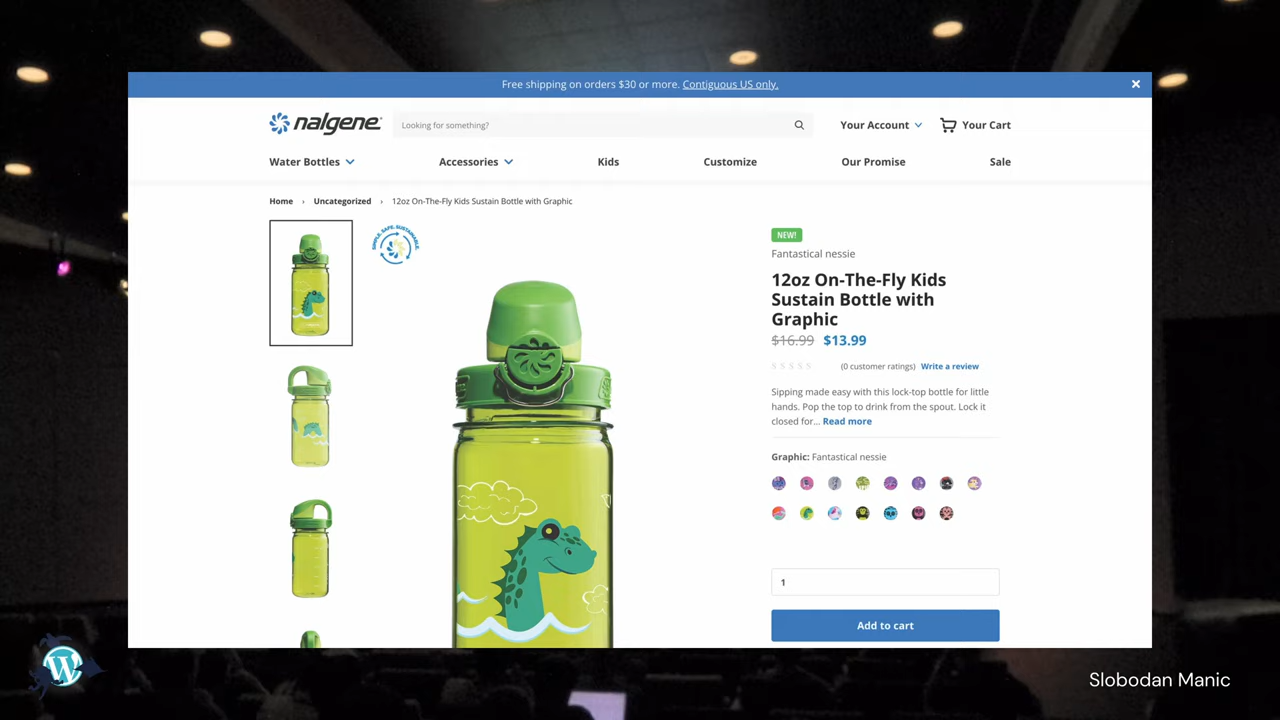 Free shipping on orders $30 or more. Contiguous US only.
nalgene
Looking for something?
Your Account
Your Cart
Water Bottles
Accessories
Kids
Customize
Our Promise
Sale
Home › Uncategorized › 12oz On-The-Fly Kids Sustain Bottle with Graphic
SIMPLE. SAFE. SUSTAINABLE.
NEW!
Fantastical nessie
12oz On-The-Fly Kids
Sustain Bottle with
Graphic
$16.99 $13.99
S S S S S (0 customer ratings) Write a review
Sipping made easy with this lock-top bottle for little
hands. Pop the top to drink from the spout. Lock it
closed for... Read more
Graphic: Fantastical nessie
1
Add to cart
W
Slobodan Manic